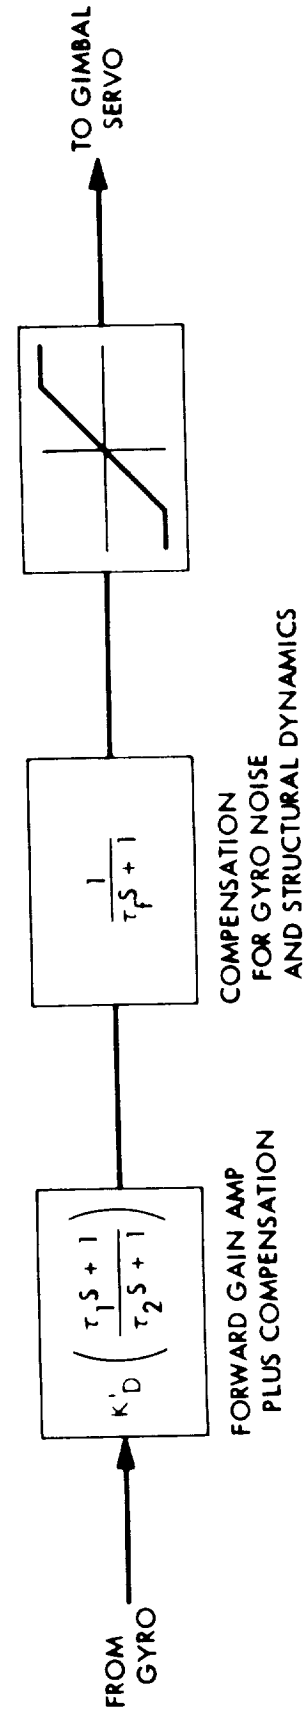 FROM
GYRO
K'D ( τ1S + 1 / τ2S + 1 )
FORWARD GAIN AMP
PLUS COMPENSATION
1 / τfS + 1
COMPENSATION
FOR GYRO NOISE
AND STRUCTURAL DYNAMICS
TO GIMBAL
SERVO